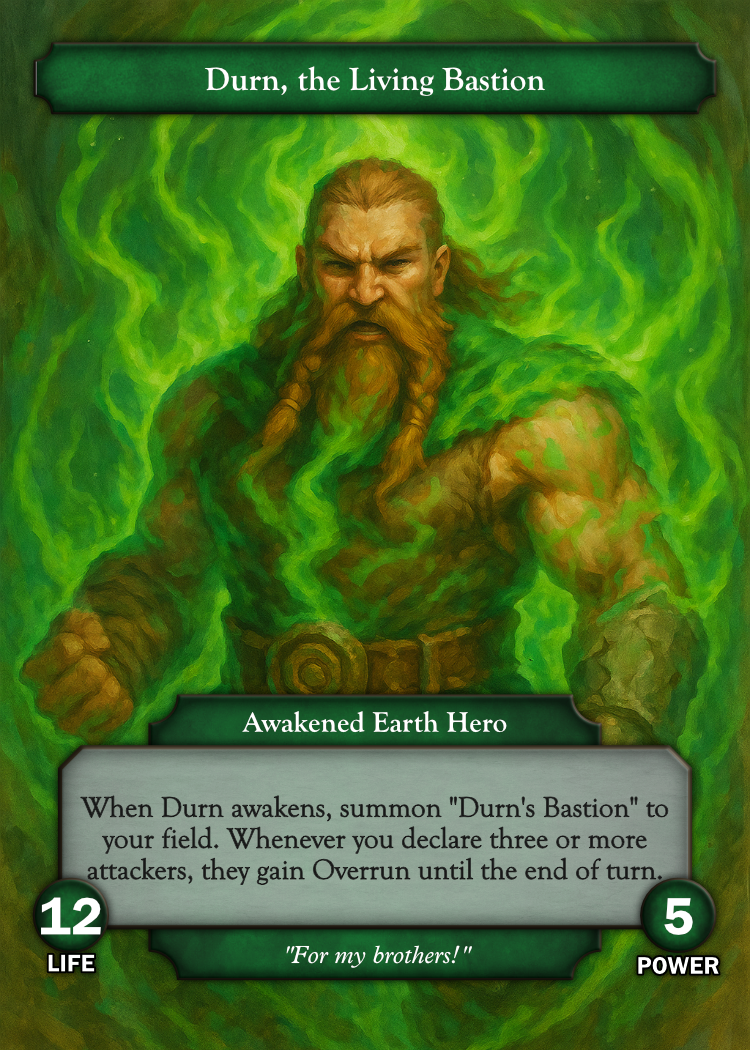 Durn, the Living Bastion
Awakened Earth Hero
When Durn awakens, summon "Durn's Bastion" to
your field. Whenever you declare three or more
attackers, they gain Overrun until the end of turn.
12
LIFE
5
POWER
"For my brothers!"